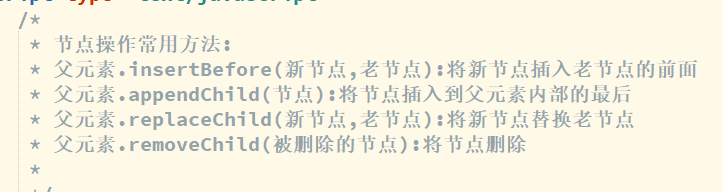 /*
* 节点操作常用方法:
* 父元素.insertBefore(新节点,老节点):将新节点插入老节点的前面
* 父元素.appendChild(节点):将节点插入到父元素内部的最后
* 父元素.replaceChild(新节点,老节点):将新节点替换老节点
* 父元素.removeChild(被删除的节点):将节点删除
*